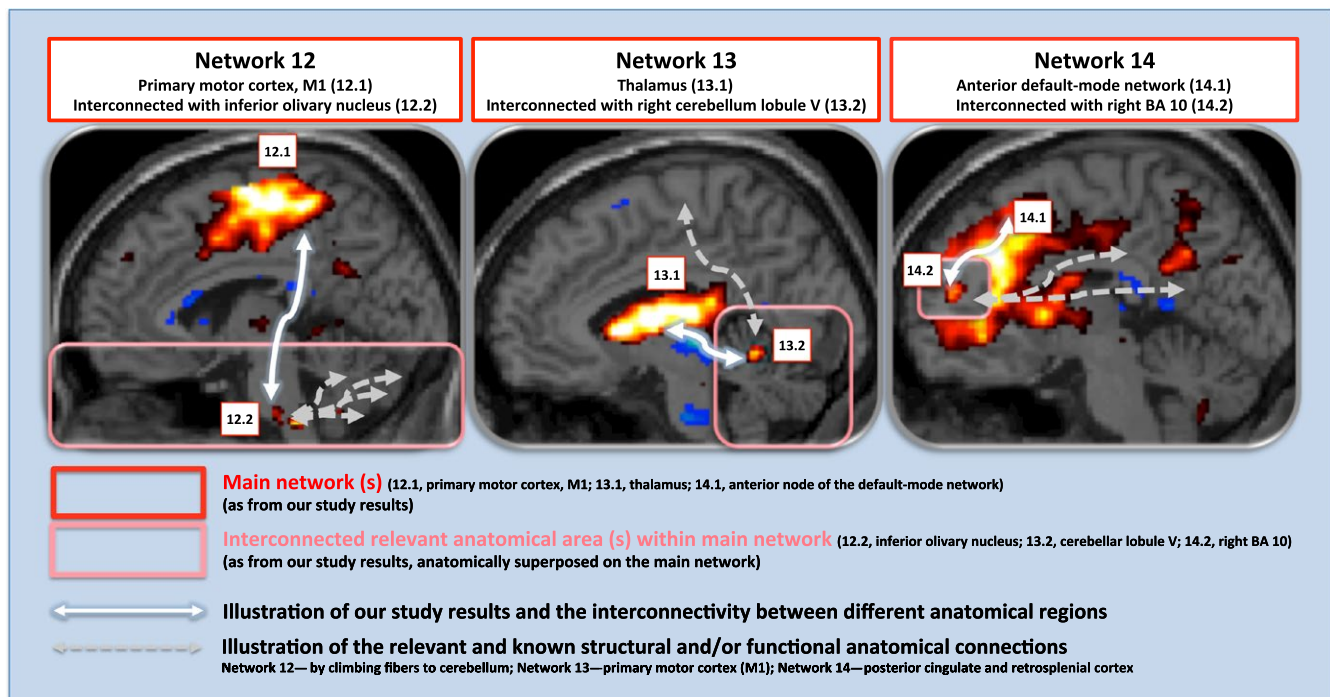 Network 12
Primary motor cortex, M1 (12.1)
Interconnected with inferior olivary nucleus (12.2)
Network 13
Thalamus (13.1)
Interconnected with right cerebellum lobule V (13.2)
Network 14
Anterior default-mode network (14.1)
Interconnected with right BA 10 (14.2)
12.1
12.2
13.1
13.2
14.1
14.2
Main network (s) (12.1, primary motor cortex, M1; 13.1, thalamus; 14.1, anterior node of the default-mode network)
(as from our study results)
Interconnected relevant anatomical area (s) within main network (12.2, inferior olivary nucleus; 13.2, cerebellar lobule V; 14.2, right BA 10)
(as from our study results, anatomically superposed on the main network)
Illustration of our study results and the interconnectivity between different anatomical regions
Illustration of the relevant and known structural and/or functional anatomical connections
Network 12— by climbing fibers to cerebellum; Network 13—primary motor cortex (M1); Network 14—posterior cingulate and retrosplenial cortex